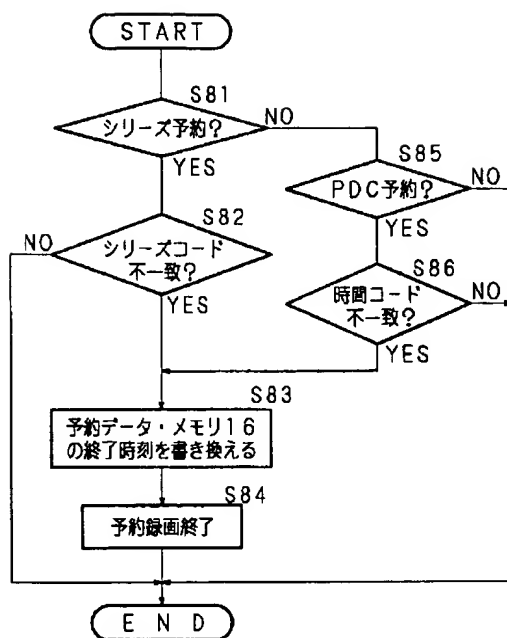 START
S81
シリーズ予約?
NO
YES
S85
PDC予約?
NO
YES
S82
NO
シリーズコード
不一致?
YES
S86
時間コード
不一致?
NO
YES
S83
予約データ・メモリ16
の終了時刻を書き換える
S84
予約録画終了
END